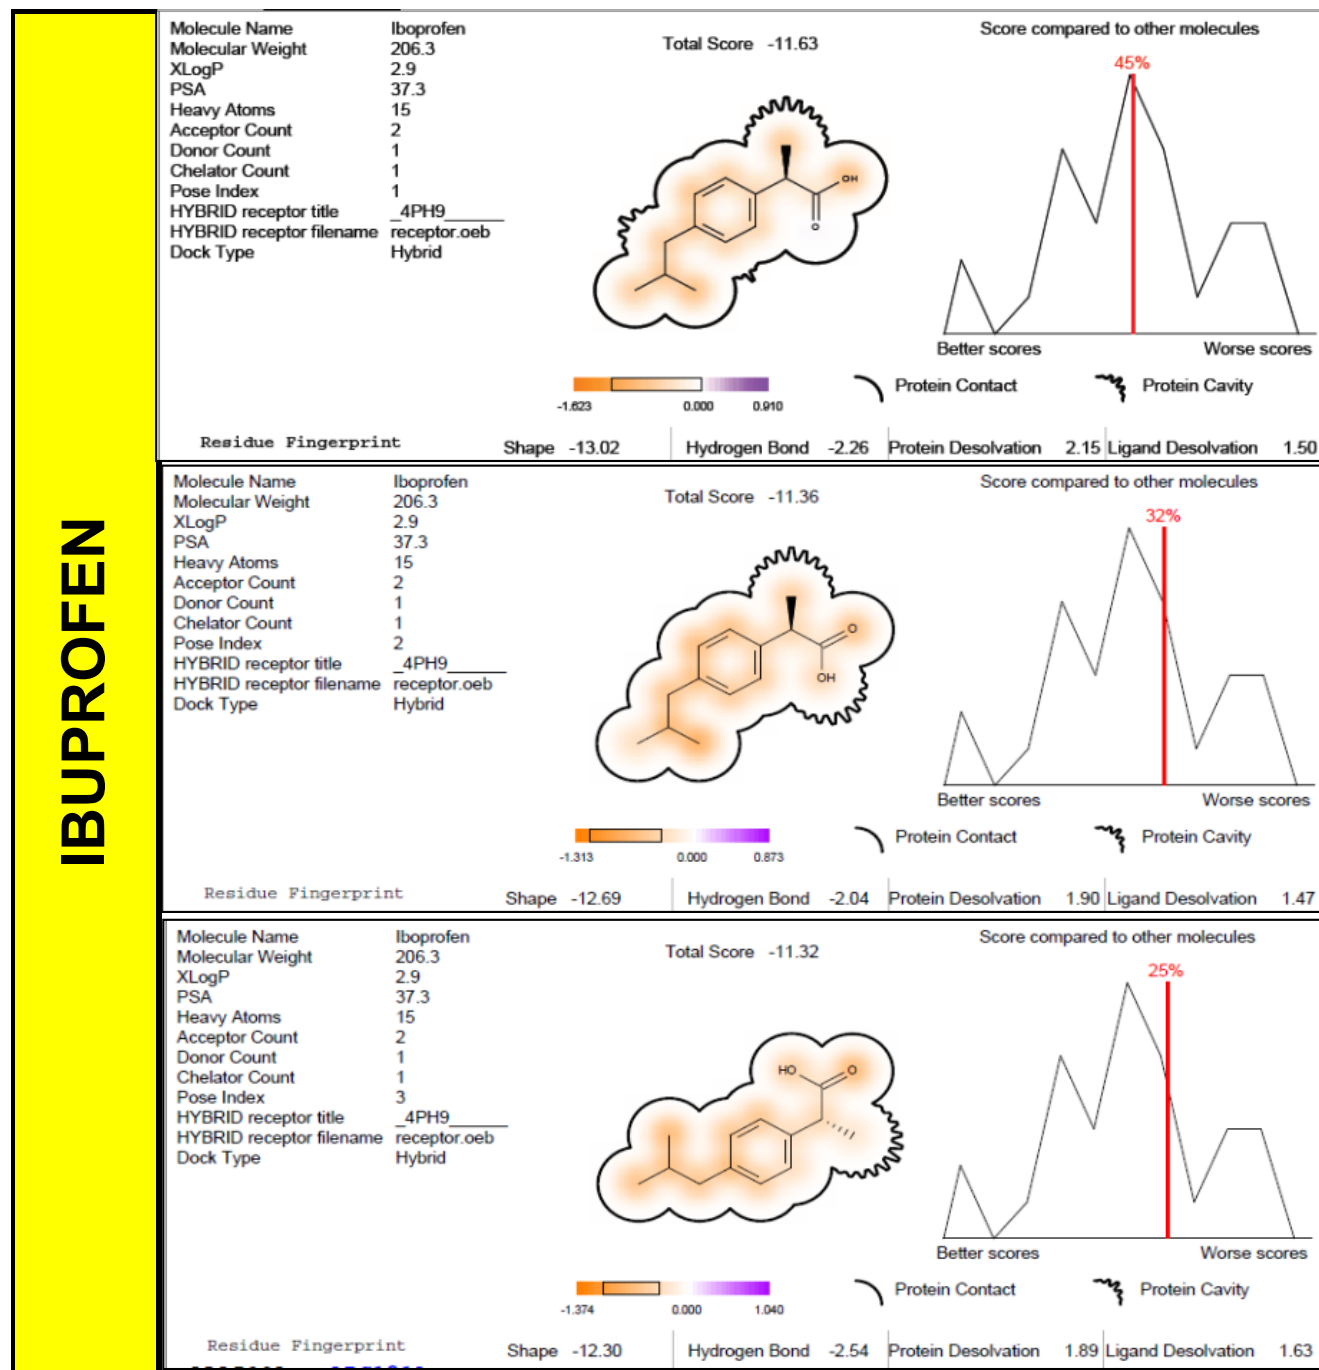 IBUPROFEN
Molecule Name Iboprofen
Molecular Weight 206.3
XLogP 2.9
PSA 37.3
Heavy Atoms 15
Acceptor Count 2
Donor Count 1
Chelator Count 1
Pose Index 1
HYBRID receptor title _4PH9______
HYBRID receptor filename receptor.oeb
Dock Type Hybrid
Total Score -11.63
OH
O
Score compared to other molecules
45%
Better scores Worse scores
-1.623 0.000 0.910
Protein Contact Protein Cavity
Residue Fingerprint
Shape -13.02 Hydrogen Bond -2.26 Protein Desolvation 2.15 Ligand Desolvation 1.50
Molecule Name Iboprofen
Molecular Weight 206.3
XLogP 2.9
PSA 37.3
Heavy Atoms 15
Acceptor Count 2
Donor Count 1
Chelator Count 1
Pose Index 2
HYBRID receptor title _4PH9______
HYBRID receptor filename receptor.oeb
Dock Type Hybrid
Total Score -11.36
O
OH
Score compared to other molecules
32%
Better scores Worse scores
-1.313 0.000 0.873
Protein Contact Protein Cavity
Residue Fingerprint
Shape -12.69 Hydrogen Bond -2.04 Protein Desolvation 1.90 Ligand Desolvation 1.47
Molecule Name Iboprofen
Molecular Weight 206.3
XLogP 2.9
PSA 37.3
Heavy Atoms 15
Acceptor Count 2
Donor Count 1
Chelator Count 1
Pose Index 3
HYBRID receptor title _4PH9______
HYBRID receptor filename receptor.oeb
Dock Type Hybrid
Total Score -11.32
HO O
Score compared to other molecules
25%
Better scores Worse scores
-1.374 0.000 1.040
Protein Contact Protein Cavity
Residue Fingerprint
Shape -12.30 Hydrogen Bond -2.54 Protein Desolvation 1.89 Ligand Desolvation 1.63